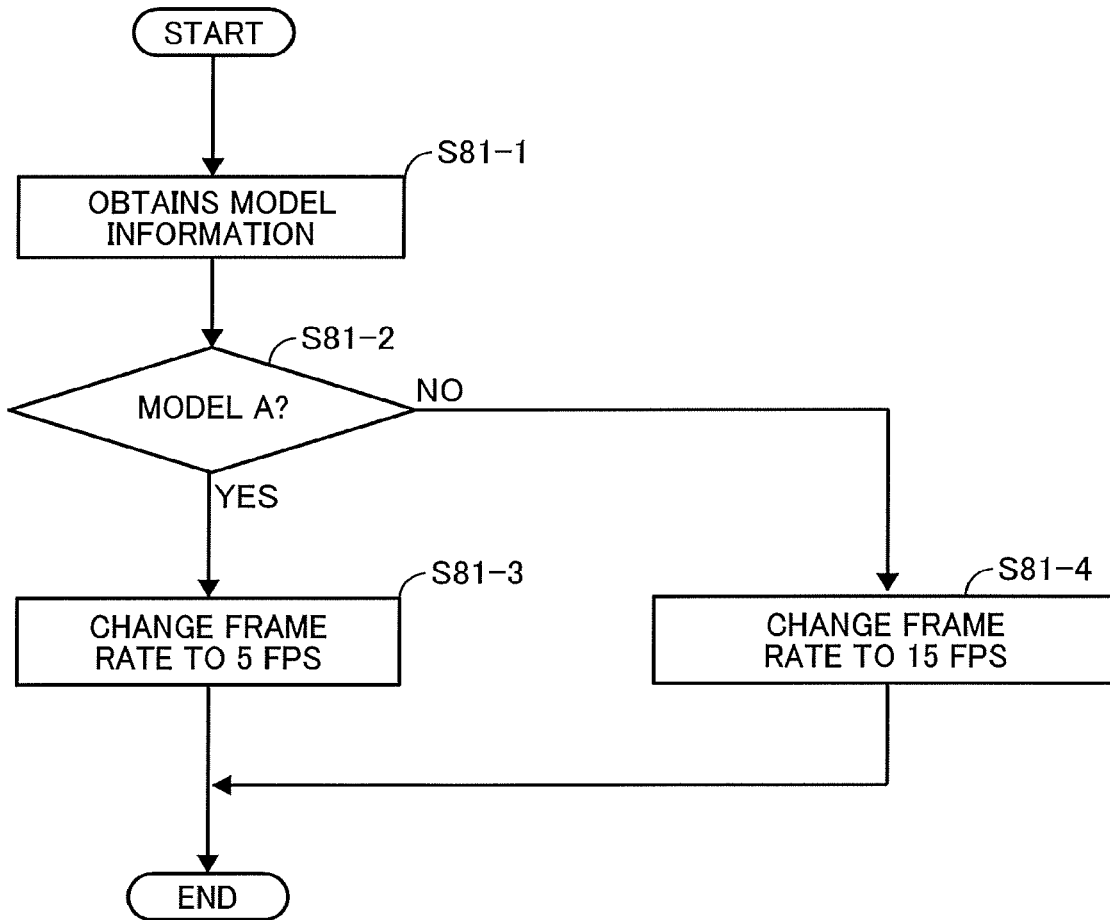 START
S81-1
OBTAINS MODEL
INFORMATION
S81-2
MODEL A?
NO
YES
S81-3
CHANGE FRAME
RATE TO 5 FPS
S81-4
CHANGE FRAME
RATE TO 15 FPS
END